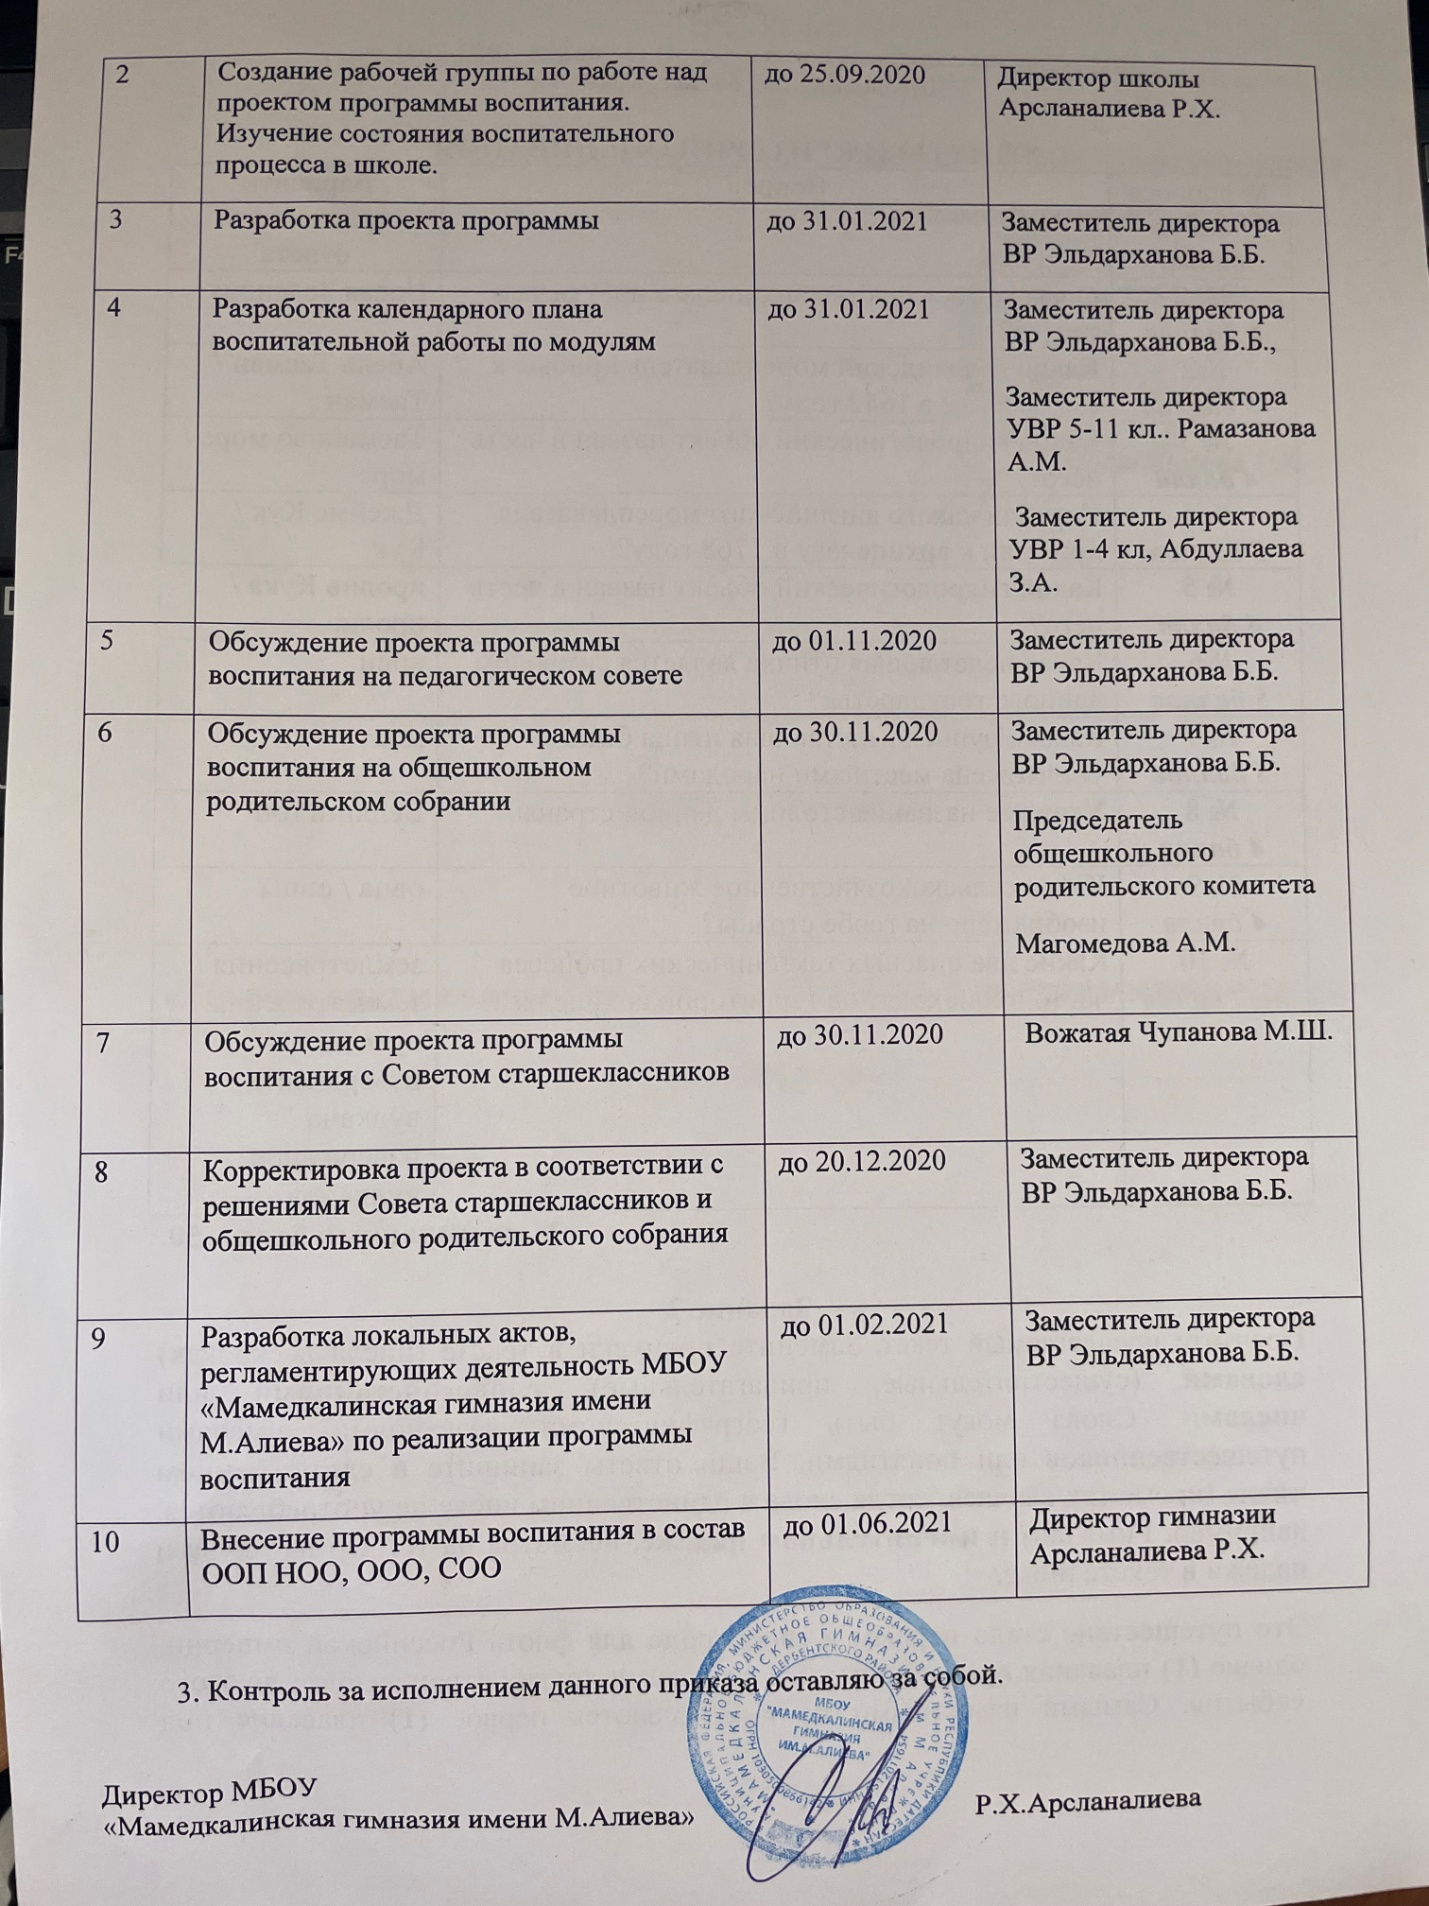 2
Создание рабочей группы по работе над
проектом программы воспитания.
Изучение состояния воспитательного
процесса в школе.
до 25.09.2020
Директор школы
Арсланалиева Р.Х.
3
Разработка проекта программы
до 31.01.2021
Заместитель директора
ВР Эльдарханова Б.Б.
4
Разработка календарного плана
воспитательной работы по модулям
до 31.01.2021
Заместитель директора
ВР Эльдарханова Б.Б.,
Заместитель директора
УВР 5-11 кл.. Рамазанова
А.М.
Заместитель директора
УВР 1-4 кл, Абдуллаева
З.А.
5
Обсуждение проекта программы
воспитания на педагогическом совете
до 01.11.2020
Заместитель директора
ВР Эльдарханова Б.Б.
6
Обсуждение проекта программы
воспитания на общешкольном
родительском собрании
до 30.11.2020
Заместитель директора
ВР Эльдарханова Б.Б.
Председатель
общешкольного
родительского комитета
Магомедова А.М.
7
Обсуждение проекта программы
воспитания с Советом старшеклассников
до 30.11.2020
Вожатая Чупанова М.Ш.
8
Корректировка проекта в соответствии с
решениями Совета старшеклассников и
общешкольного родительского собрания
до 20.12.2020
Заместитель директора
ВР Эльдарханова Б.Б.
9
Разработка локальных актов,
регламентирующих деятельность МБОУ
«Мамедкалинская гимназия имени
М.Алиева» по реализации программы
воспитания
до 01.02.2021
Заместитель директора
ВР Эльдарханова Б.Б.
10
Внесение программы воспитания в состав
ООП НОО, ООО, СОО
до 01.06.2021
Директор гимназии
Арсланалиева Р.Х.
3. Контроль за исполнением данного приказа оставляю за собой.
МБОУ
"МАМЕДКАЛИНСКАЯ
ГИМНАЗИЯ
ИМ.М.АЛИЕВА"
Директор МБОУ
«Мамедкалинская гимназия имени М.Алиева»
Р.Х.Арсланалиева